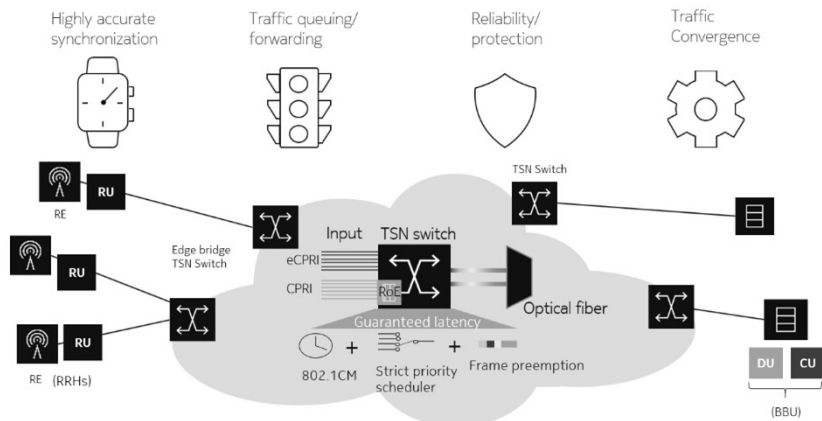 Highly accurate
synchronization
Traffic queuing/
forwarding
Reliability/
protection
Traffic
Convergence
RU
RE
TSN Switch
RU
Edge bridge
TSN Switch
Input
TSN switch
eCPRI
CPRI
RoE
Optical fiber
Guaranteed latency
RU
RE
(RRHs)
802.1CM
+
Strict priority
scheduler
+
Frame preemption
DU
CU
(BBU)